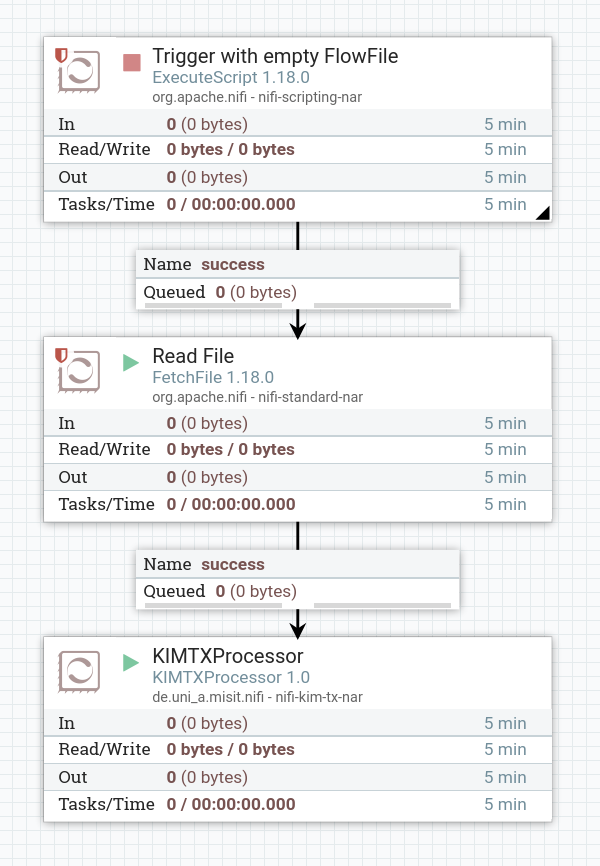 Trigger with empty FlowFile
ExecuteScript 1.18.0
org.apache.nifi - nifi-scripting-nar
In 0 (0 bytes) 5 min
Read/Write 0 bytes / 0 bytes 5 min
Out 0 (0 bytes) 5 min
Tasks/Time 0 / 00:00:00.000 5 min
Name success
Queued 0 (0 bytes)
Read File
FetchFile 1.18.0
org.apache.nifi - nifi-standard-nar
In 0 (0 bytes) 5 min
Read/Write 0 bytes / 0 bytes 5 min
Out 0 (0 bytes) 5 min
Tasks/Time 0 / 00:00:00.000 5 min
Name success
Queued 0 (0 bytes)
KIMTXProcessor
KIMTXProcessor 1.0
de.uni_a.misit.nifi - nifi-kim-tx-nar
In 0 (0 bytes) 5 min
Read/Write 0 bytes / 0 bytes 5 min
Out 0 (0 bytes) 5 min
Tasks/Time 0 / 00:00:00.000 5 min